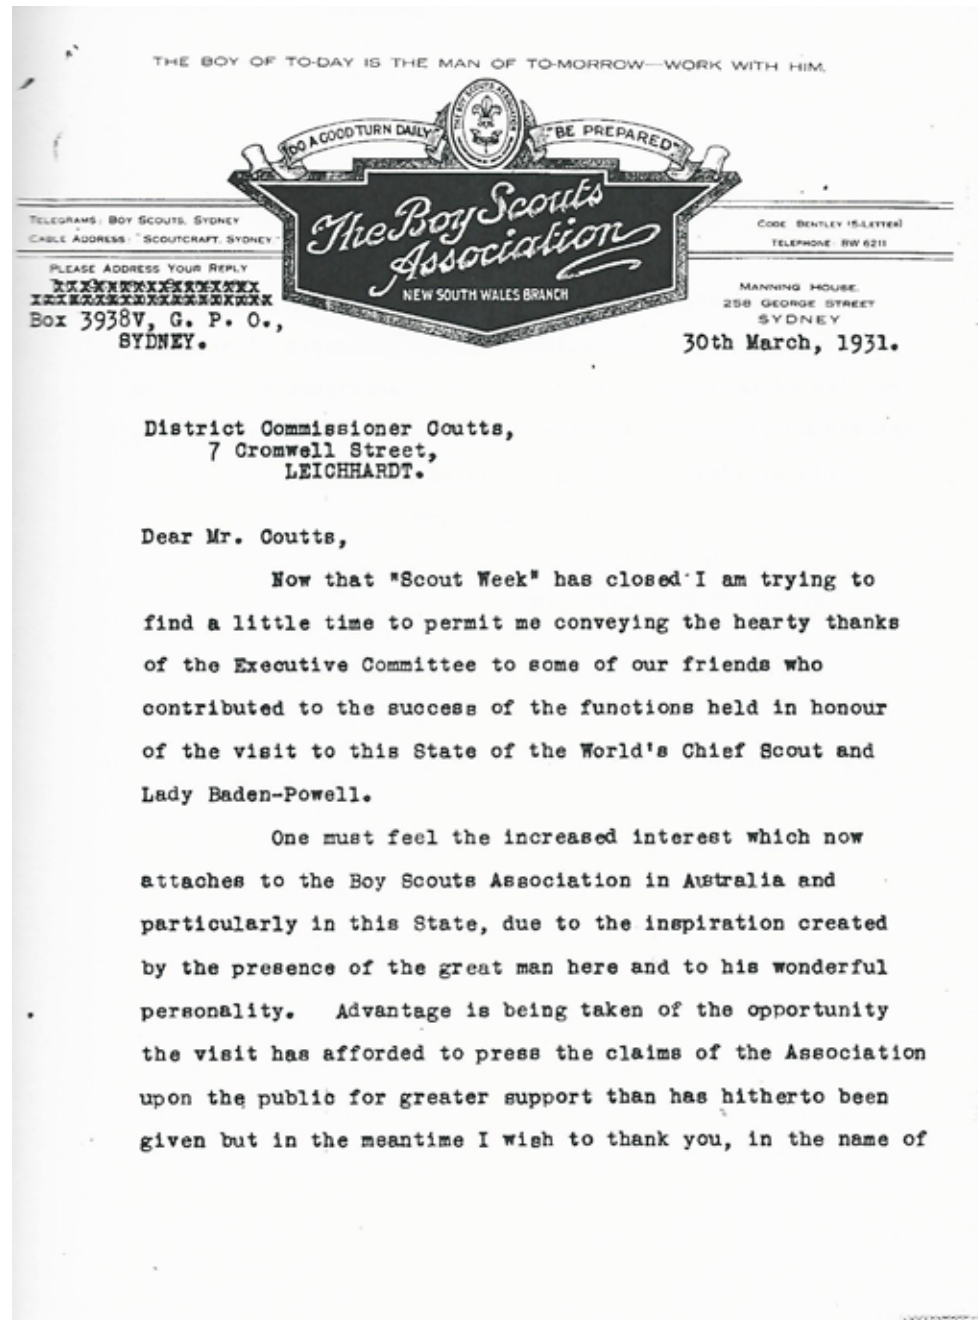 THE BOY OF TO-DAY IS THE MAN OF TO-MORROW—WORK WITH HIM.
DO A GOOD TURN DAILY
THE BOY SCOUTS ASSOCIATION
"BE PREPARED"
The Boy Scouts
Association
NEW SOUTH WALES BRANCH
TELEGRAMS: BOY SCOUTS, SYDNEY
CABLE ADDRESS: "SCOUTCRAFT, SYDNEY"
CODE BENTLEY (5-LETTER)
TELEPHONE: BW 6211
PLEASE ADDRESS YOUR REPLY
Box 3938V, G. P. O.,
SYDNEY.
MANNING HOUSE,
258 GEORGE STREET
SYDNEY
30th March, 1931.
District Commissioner Coutts,
7 Cromwell Street,
LEICHHARDT.
Dear Mr. Coutts,
Now that "Scout Week" has closed I am trying to
find a little time to permit me conveying the hearty thanks
of the Executive Committee to some of our friends who
contributed to the success of the functions held in honour
of the visit to this State of the World's Chief Scout and
Lady Baden-Powell.
One must feel the increased interest which now
attaches to the Boy Scouts Association in Australia and
particularly in this State, due to the inspiration created
by the presence of the great man here and to his wonderful
personality. Advantage is being taken of the opportunity
the visit has afforded to press the claims of the Association
upon the public for greater support than has hitherto been
given but in the meantime I wish to thank you, in the name of